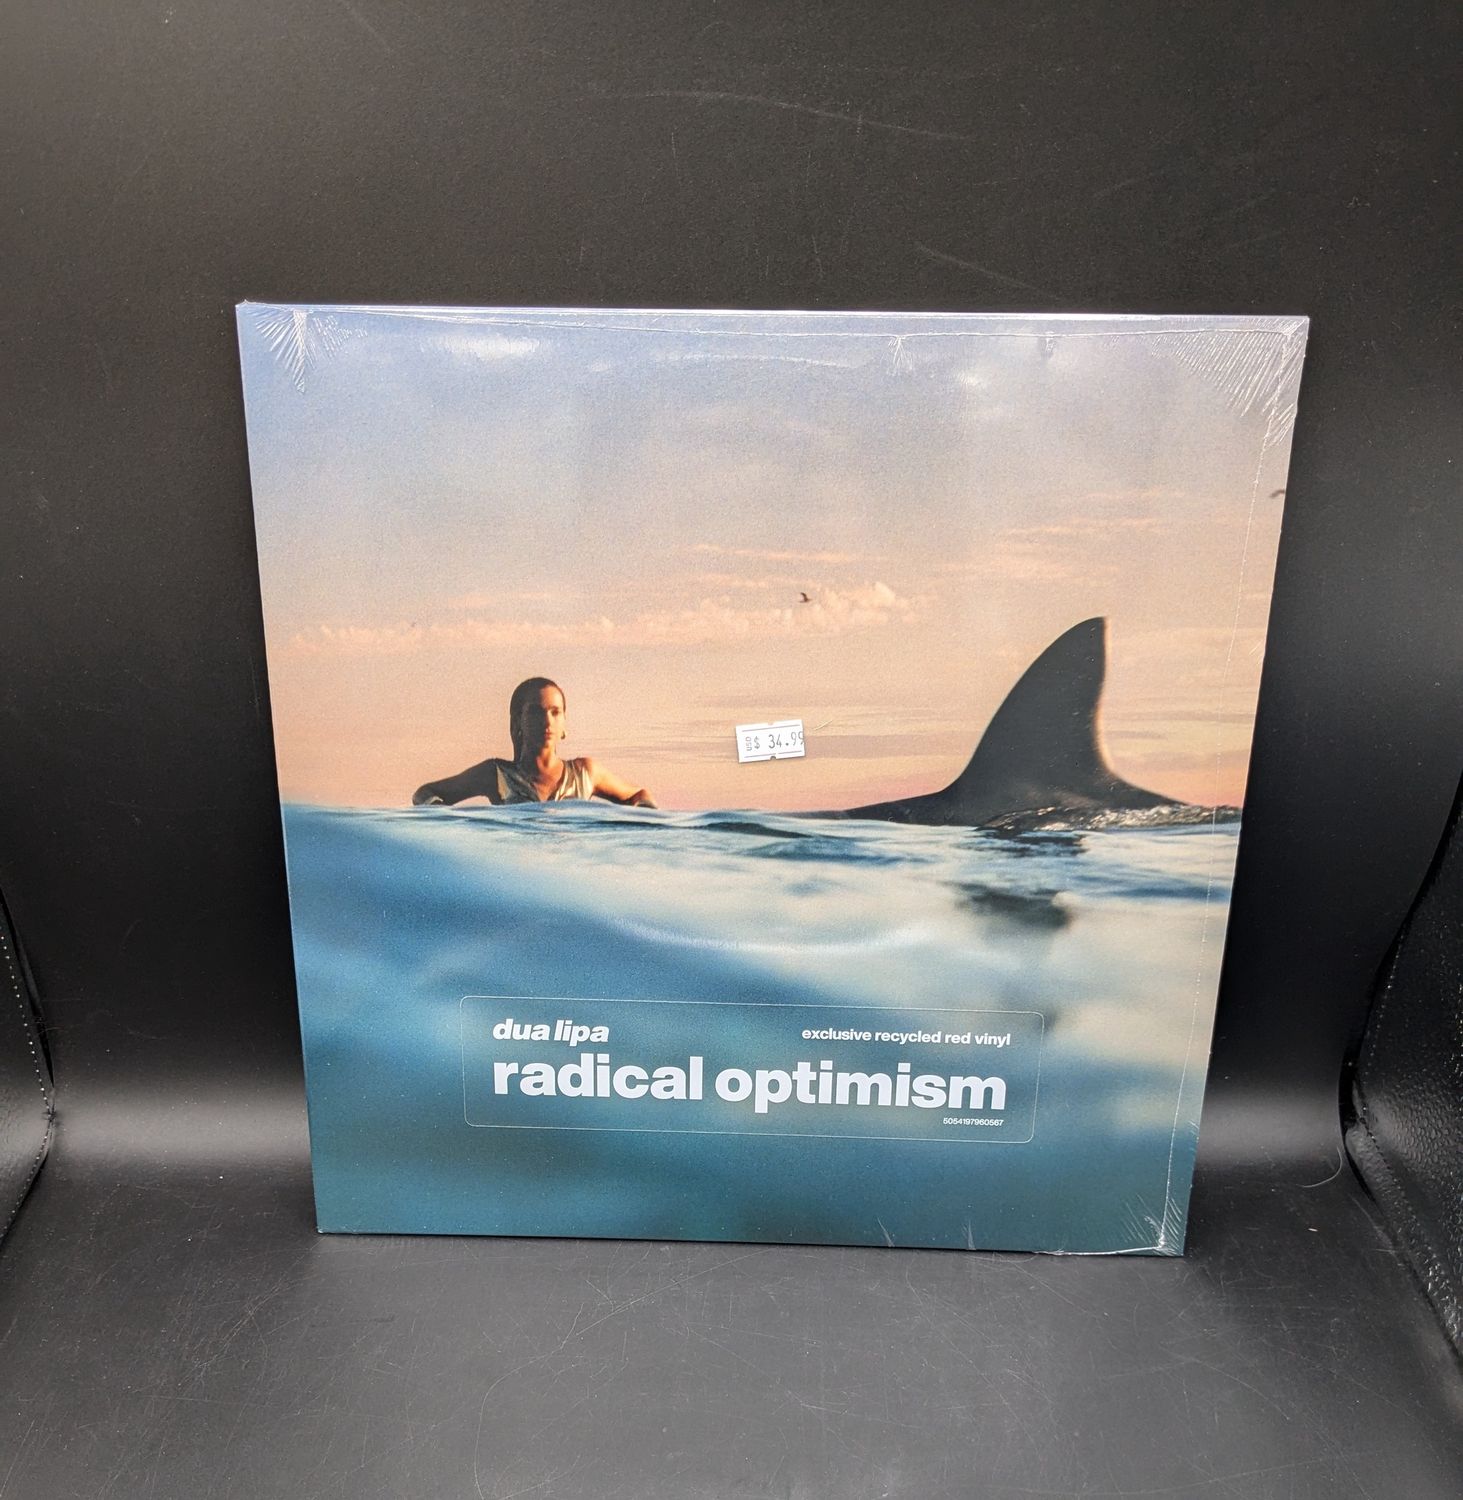 USD $ 34.99
dua lipa
exclusive recycled red vinyl
radical optimism
5054197960567